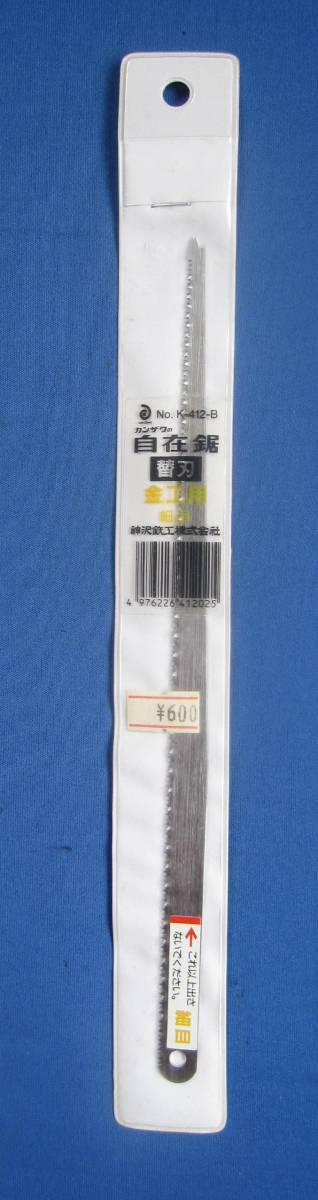 No. K-412-B
カンザワの
自在鋸
替刃
金工用
細目
神沢鉄工株式会社
4 976226 412025
¥600
←これ以上出さ
ないでください。
細目